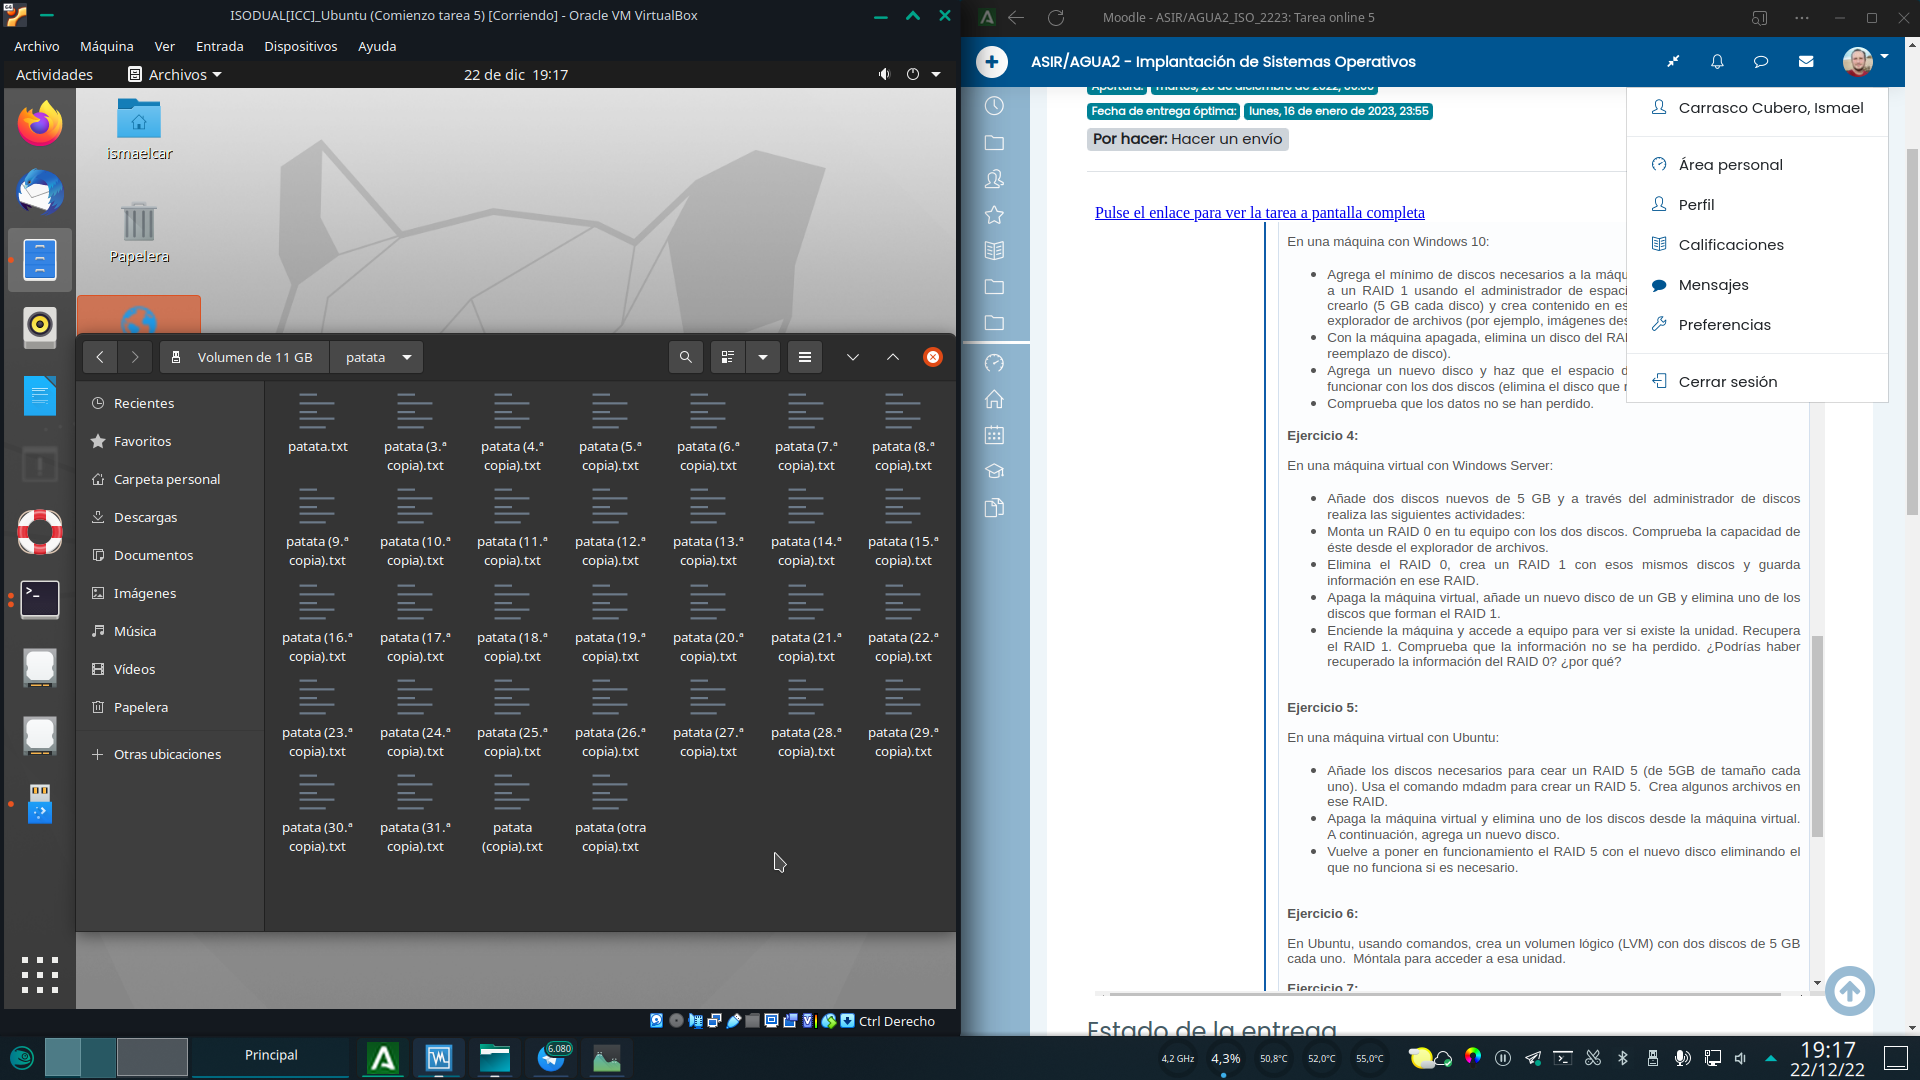 ISODUAL[ICC]_Ubuntu (Comienzo tarea 5) [Corriendo] - Oracle VM VirtualBox
Archivo Máquina Ver Entrada Dispositivos Ayuda
Actividades Archivos 22 de dic 19:17
ismaelcar
Papelera
Volumen de 11 GB patata
Recientes
Favoritos
Carpeta personal
Descargas
Documentos
Imágenes
Música
Vídeos
Papelera
Otras ubicaciones
patata.txt patata (3.ª patata (4.ª patata (5.ª patata (6.ª patata (7.ª patata (8.ª
copia).txt copia).txt copia).txt copia).txt copia).txt copia).txt
patata (9.ª patata (10.ª patata (11.ª patata (12.ª patata (13.ª patata (14.ª patata (15.ª
copia).txt copia).txt copia).txt copia).txt copia).txt copia).txt copia).txt
patata (16.ª patata (17.ª patata (18.ª patata (19.ª patata (20.ª patata (21.ª patata (22.ª
copia).txt copia).txt copia).txt copia).txt copia).txt copia).txt copia).txt
patata (23.ª patata (24.ª patata (25.ª patata (26.ª patata (27.ª patata (28.ª patata (29.ª
copia).txt copia).txt copia).txt copia).txt copia).txt copia).txt copia).txt
patata (30.ª patata (31.ª patata patata (otra
copia).txt copia).txt (copia).txt copia).txt
Ctrl Derecho
Moodle - ASIR/AGUA2_ISO_2223: Tarea online 5
ASIR/AGUA2 - Implantación de Sistemas Operativos
Apertura: martes, 20 de diciembre de 2022, 00:00
Fecha de entrega óptima: lunes, 16 de enero de 2023, 23:55
Por hacer: Hacer un envío
Carrasco Cubero, Ismael
Área personal
Perfil
Calificaciones
Mensajes
Preferencias
Cerrar sesión
Pulse el enlace para ver la tarea a pantalla completa
En una máquina con Windows 10:
Agrega el mínimo de discos necesarios a la
a un RAID 1 usando el administrador de
crearlo (5 GB cada disco) y crea contenido en
explorador de archivos (por ejemplo, imágenes
Con la máquina apagada, elimina un disco del
reemplazo de disco).
Agrega un nuevo disco y haz que el espacio
funcionar con los dos discos (elimina el disco que
Comprueba que los datos no se han perdido.
Ejercicio 4:
En una máquina virtual con Windows Server:
Añade dos discos nuevos de 5 GB y a través del administrador de discos
realiza las siguientes actividades:
Monta un RAID 0 en tu equipo con los dos discos. Comprueba la capacidad de
éste desde el explorador de archivos.
Elimina el RAID 0, crea un RAID 1 con esos mismos discos y guarda
información en ese RAID.
Apaga la máquina virtual, añade un nuevo disco de un GB y elimina uno de los
discos que forman el RAID 1.
Enciende la máquina y accede a equipo para ver si existe la unidad. Recupera
el RAID 1. Comprueba que la información no se ha perdido. ¿Podrías haber
recuperado la información del RAID 0? ¿por qué?
Ejercicio 5:
En una máquina virtual con Ubuntu:
Añade los discos necesarios para cear un RAID 5 (de 5GB de tamaño cada
uno). Usa el comando mdadm para crear un RAID 5. Crea algunos archivos en
ese RAID.
Apaga la máquina virtual y elimina uno de los discos desde la máquina virtual.
A continuación, agrega un nuevo disco.
Vuelve a poner en funcionamiento el RAID 5 con el nuevo disco eliminando el
que no funciona si es necesario.
Ejercicio 6:
En Ubuntu, usando comandos, crea un volumen lógico (LVM) con dos discos de 5 GB
cada uno. Móntala para acceder a esa unidad.
Ejercicio 7:
Estado de la entrega
Principal
6.080
4,2 GHz 4,3% 50,8°C 52,0°C 55,0°C
19:17
22/12/22